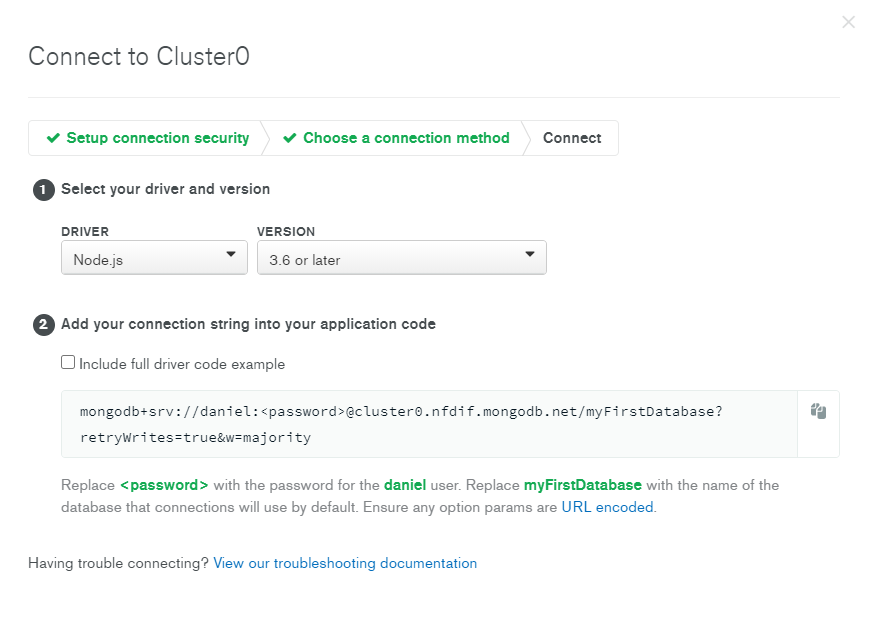 Connect to Cluster0
Setup connection security
Choose a connection method
Connect
1 Select your driver and version
DRIVER
VERSION
Node.js
3.6 or later
2 Add your connection string into your application code
Include full driver code example
mongodb+srv://daniel:<password>@cluster0.nfdif.mongodb.net/myFirstDatabase?
retryWrites=true&w=majority
Replace <password> with the password for the daniel user. Replace myFirstDatabase with the name of the
database that connections will use by default. Ensure any option params are URL encoded.
Having trouble connecting? View our troubleshooting documentation